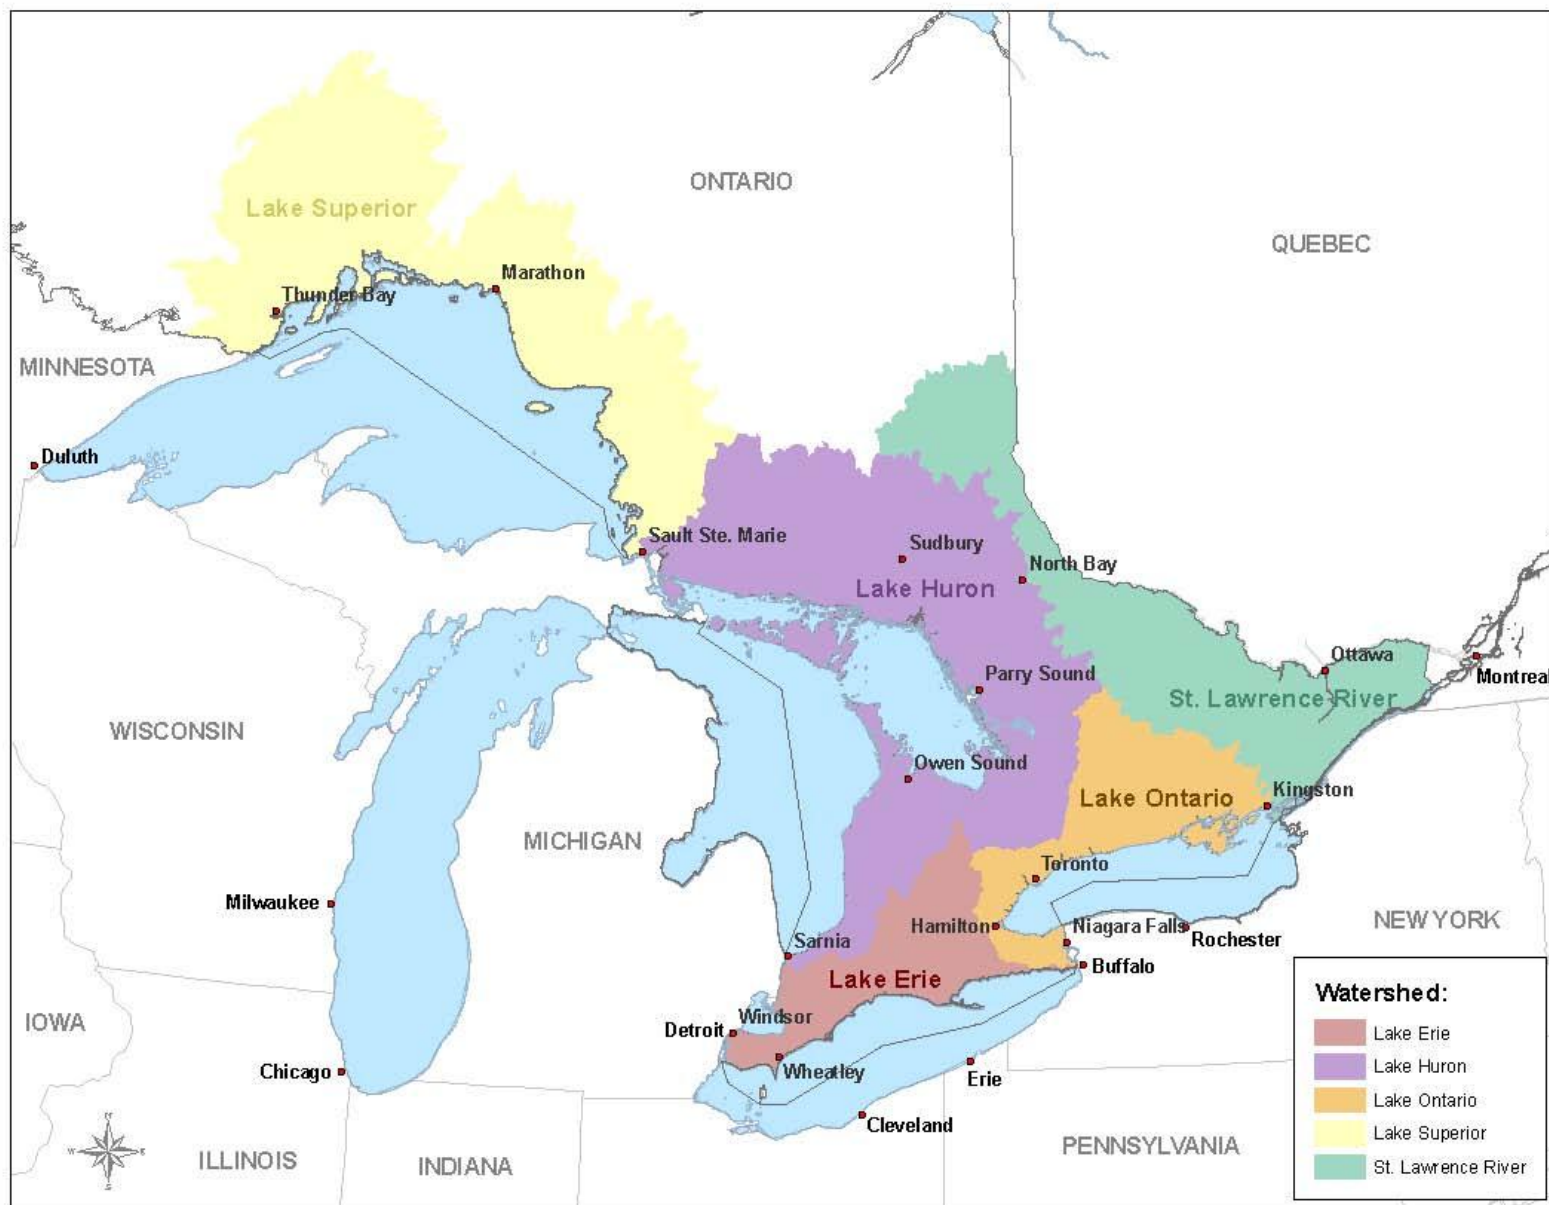 ONTARIO
Lake Superior
QUEBEC
Marathon
Thunder Bay
MINNESOTA
Duluth
Sault Ste. Marie
Sudbury
North Bay
Lake Huron
Ottawa
Parry Sound
Montreal
St. Lawrence River
WISCONSIN
Owen Sound
Kingston
Lake Ontario
MICHIGAN
Toronto
Milwaukee
Hamilton
Niagara Falls
Rochester
NEW YORK
Sarnia
Buffalo
Lake Erie
IOWA
Windsor
Detroit
Chicago
Wheatley
Erie
Cleveland
PENNSYLVANIA
ILLINOIS
INDIANA
N
W
E
S
Watershed:
Lake Erie
Lake Huron
Lake Ontario
Lake Superior
St. Lawrence River